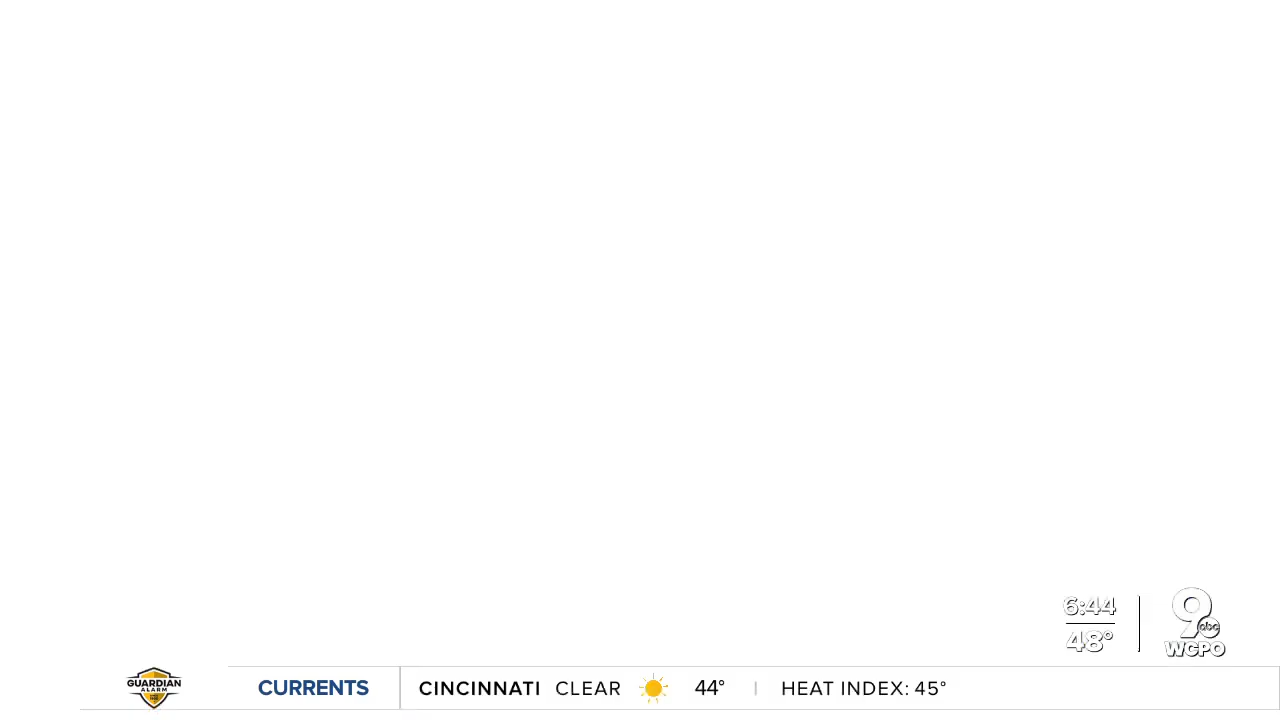 6:44
48°
9
abc
WCPO
GUARDIAN
ALARM
CURRENTS
CINCINNATI CLEAR 44° | HEAT INDEX: 45°